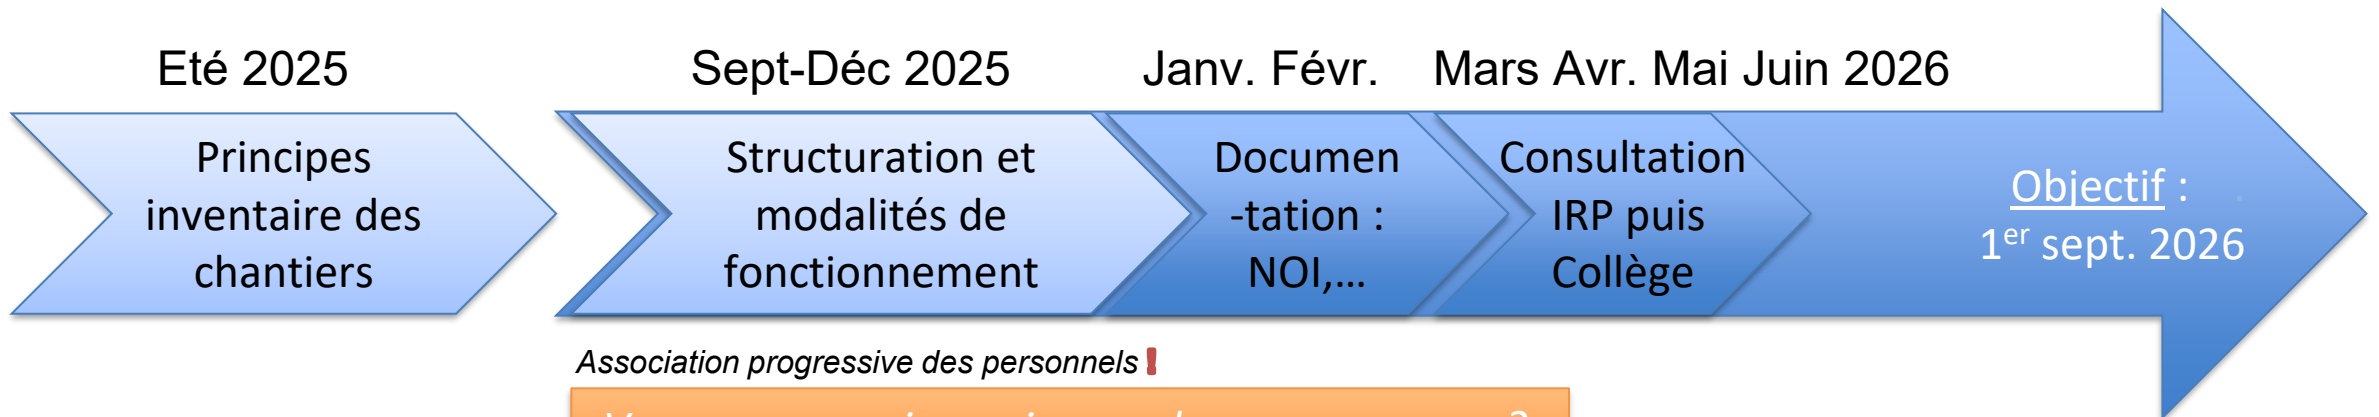 Eté 2025
Sept-Déc 2025
Janv. Févr.
Mars Avr. Mai Juin 2026
Principes
inventaire des
chantiers
Structuration et
modalités de
fonctionnement
Documen
-tation :
NOI,...
Consultation
IRP puis
Collège
Objectif : .
1er sept. 2026
Association progressive des personnels !